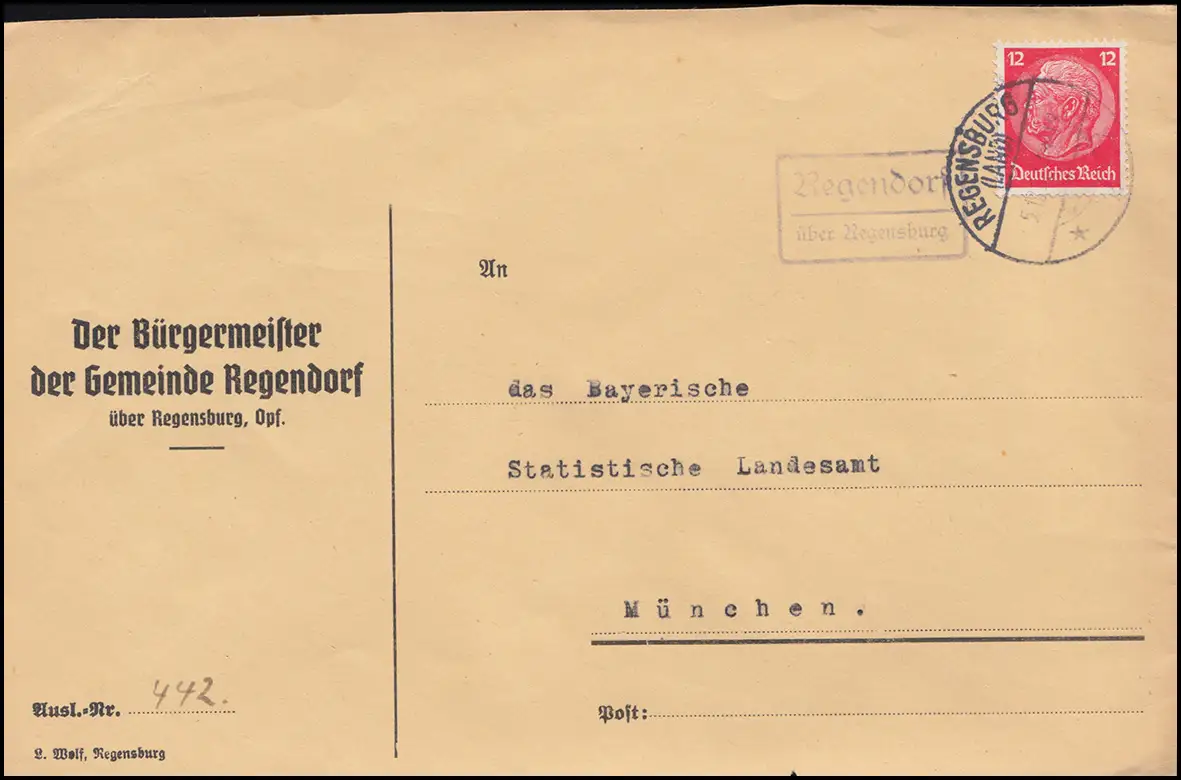 12 12
Deutsches Reich
REGENSBURG
(LAND)
Regendorf
über Regensburg
An
Der Bürgermeister
der Gemeinde Regendorf
über Regensburg, Opf.
das Bayerische
Statistische Landesamt
München.
Ausl.-Nr. 442.
Post:
L. Wolf, Regensburg